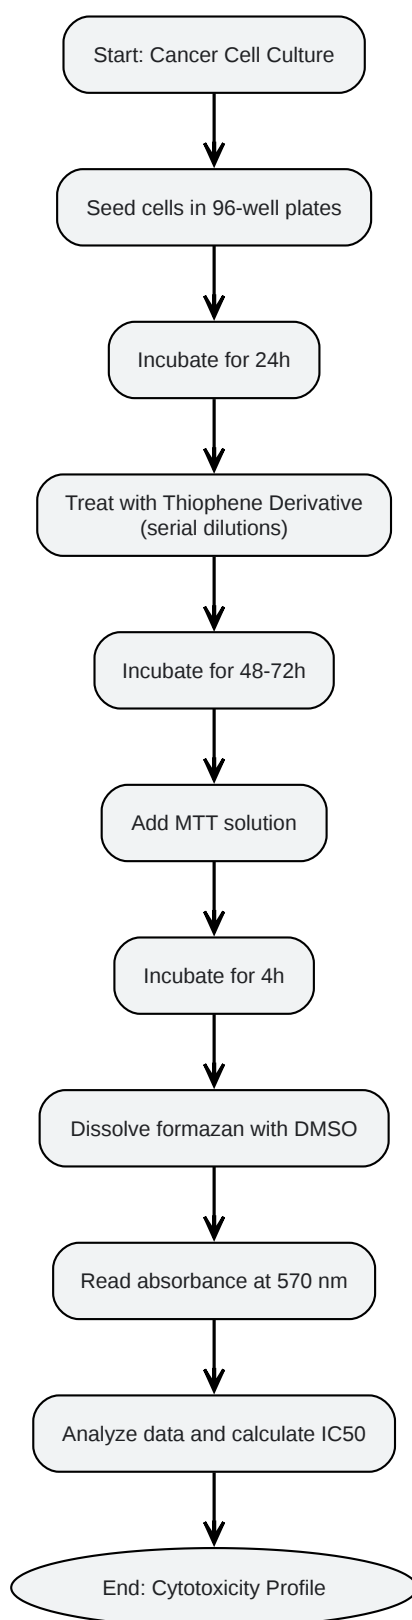 Start: Cancer Cell Culture
Seed cells in 96-well plates
Incubate for 24h
Treat with Thiophene Derivative
(serial dilutions)
Incubate for 48-72h
Add MTT solution
Incubate for 4h
Dissolve formazan with DMSO
Read absorbance at 570 nm
Analyze data and calculate IC50
End: Cytotoxicity Profile